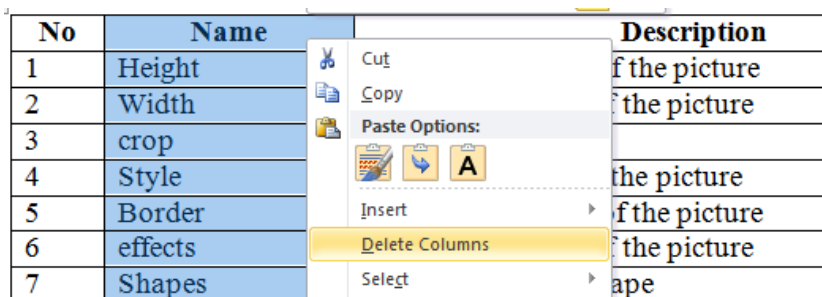 No Name Description
1 Height f the picture
2 Width the picture
3 crop
4 Style the picture
5 Border of the picture
6 effects the picture
7 Shapes ape
Cut
Copy
Paste Options:
A
Insert
Delete Columns
Select